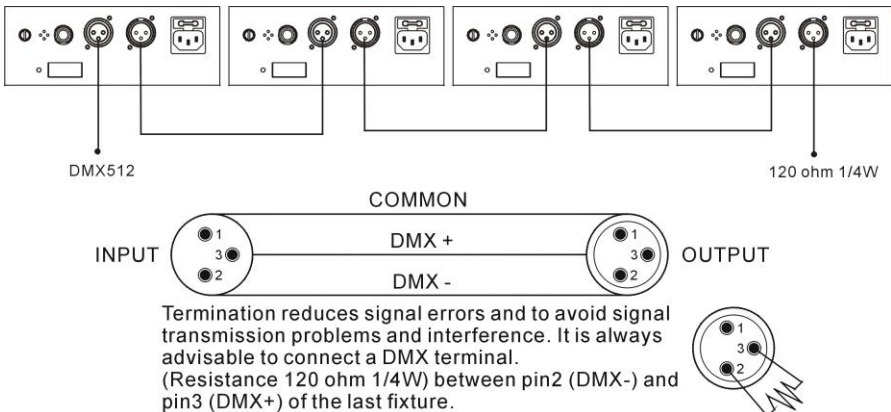 DMX512
120 ohm 1/4W
COMMON
INPUT
1
3
2
DMX +
DMX -
1
3
2
OUTPUT
Termination reduces signal errors and to avoid signal
transmission problems and interference. It is always
advisable to connect a DMX terminal.
(Resistance 120 ohm 1/4W) between pin2 (DMX-) and
pin3 (DMX+) of the last fixture.
1
3
2